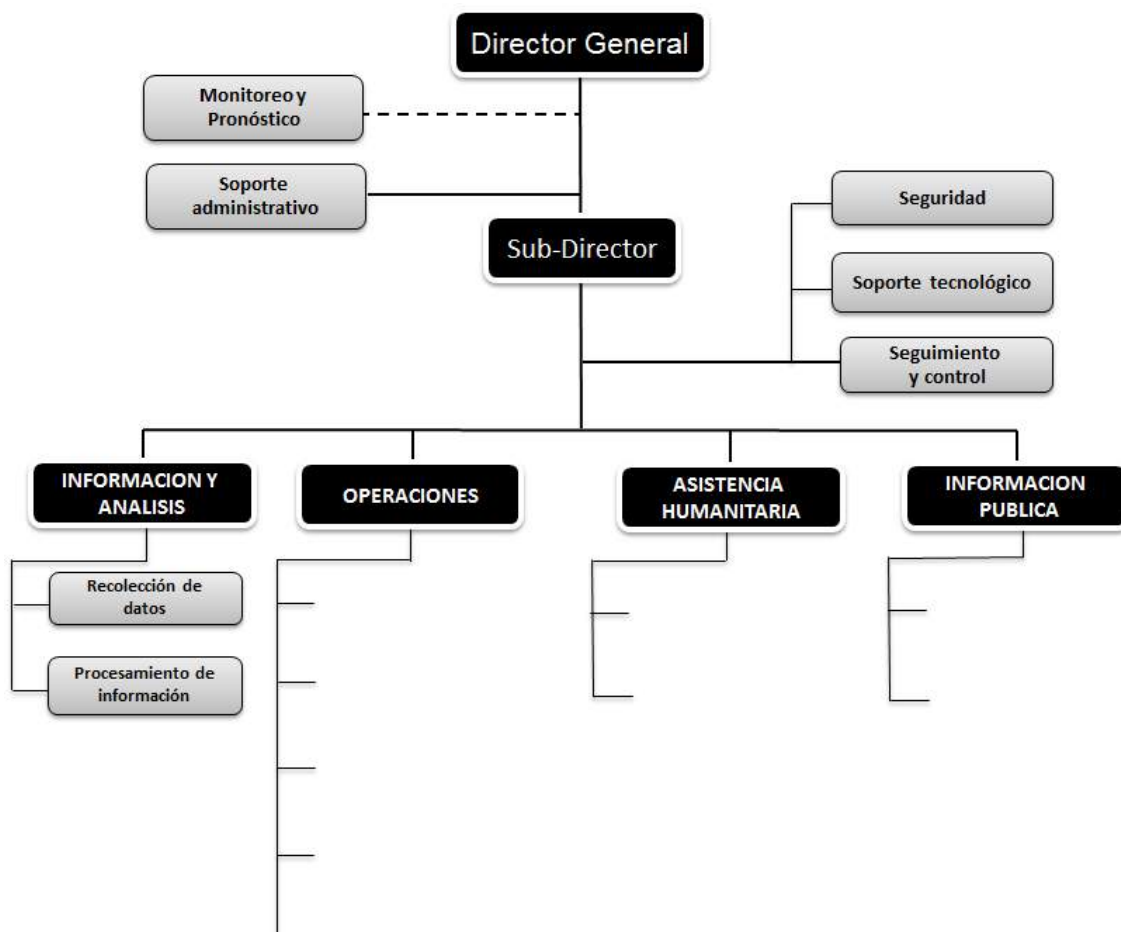 Director General
Monitoreo y
Pronóstico
Soporte
administrativo
Seguridad
Sub-Director
Soporte tecnológico
Seguimiento
y control
INFORMACION Y
ANALISIS
OPERACIONES
ASISTENCIA
HUMANITARIA
INFORMACION
PUBLICA
Recolección de
datos
Procesamiento de
información